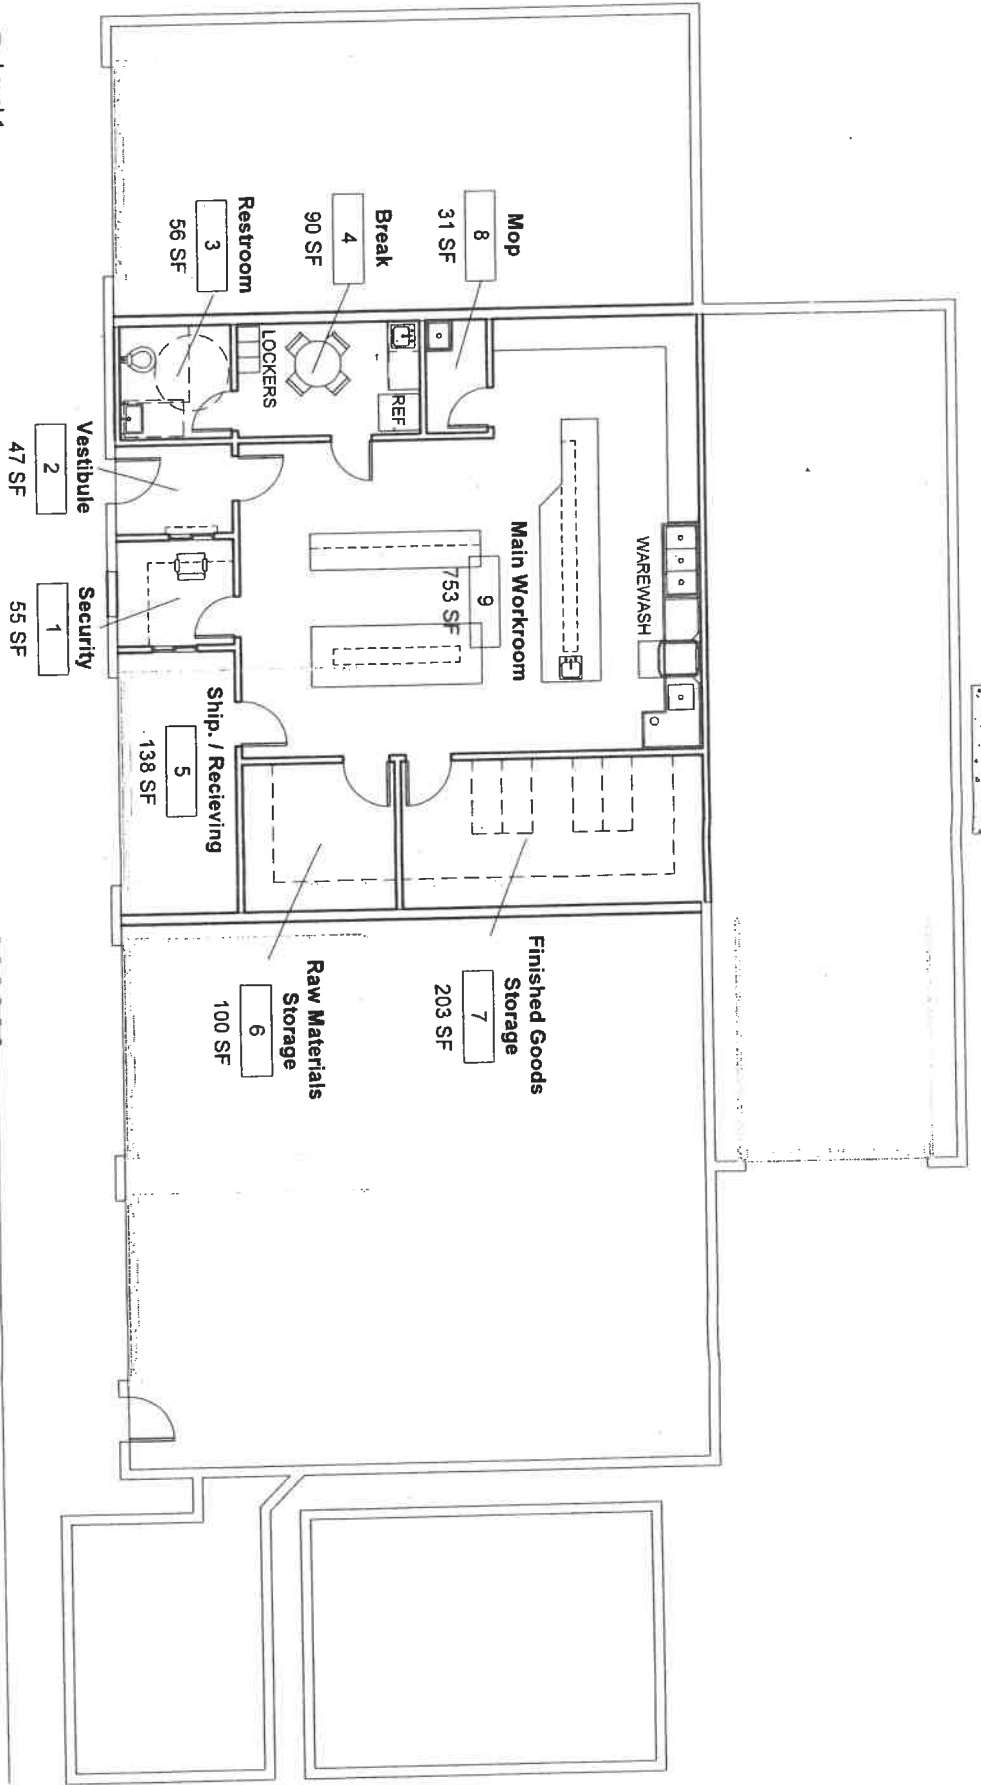 Mop
8
31 SF
Break
4
90 SF
Restroom
3
56 SF
LOCKERS
REF
WAREWASH
Main Workroom
9
753 SF
Vestibule
2
47 SF
Security
1
55 SF
Ship. / Recieving
5
138 SF
Finished Goods
Storage
7
203 SF
Raw Materials
Storage
6
100 SF